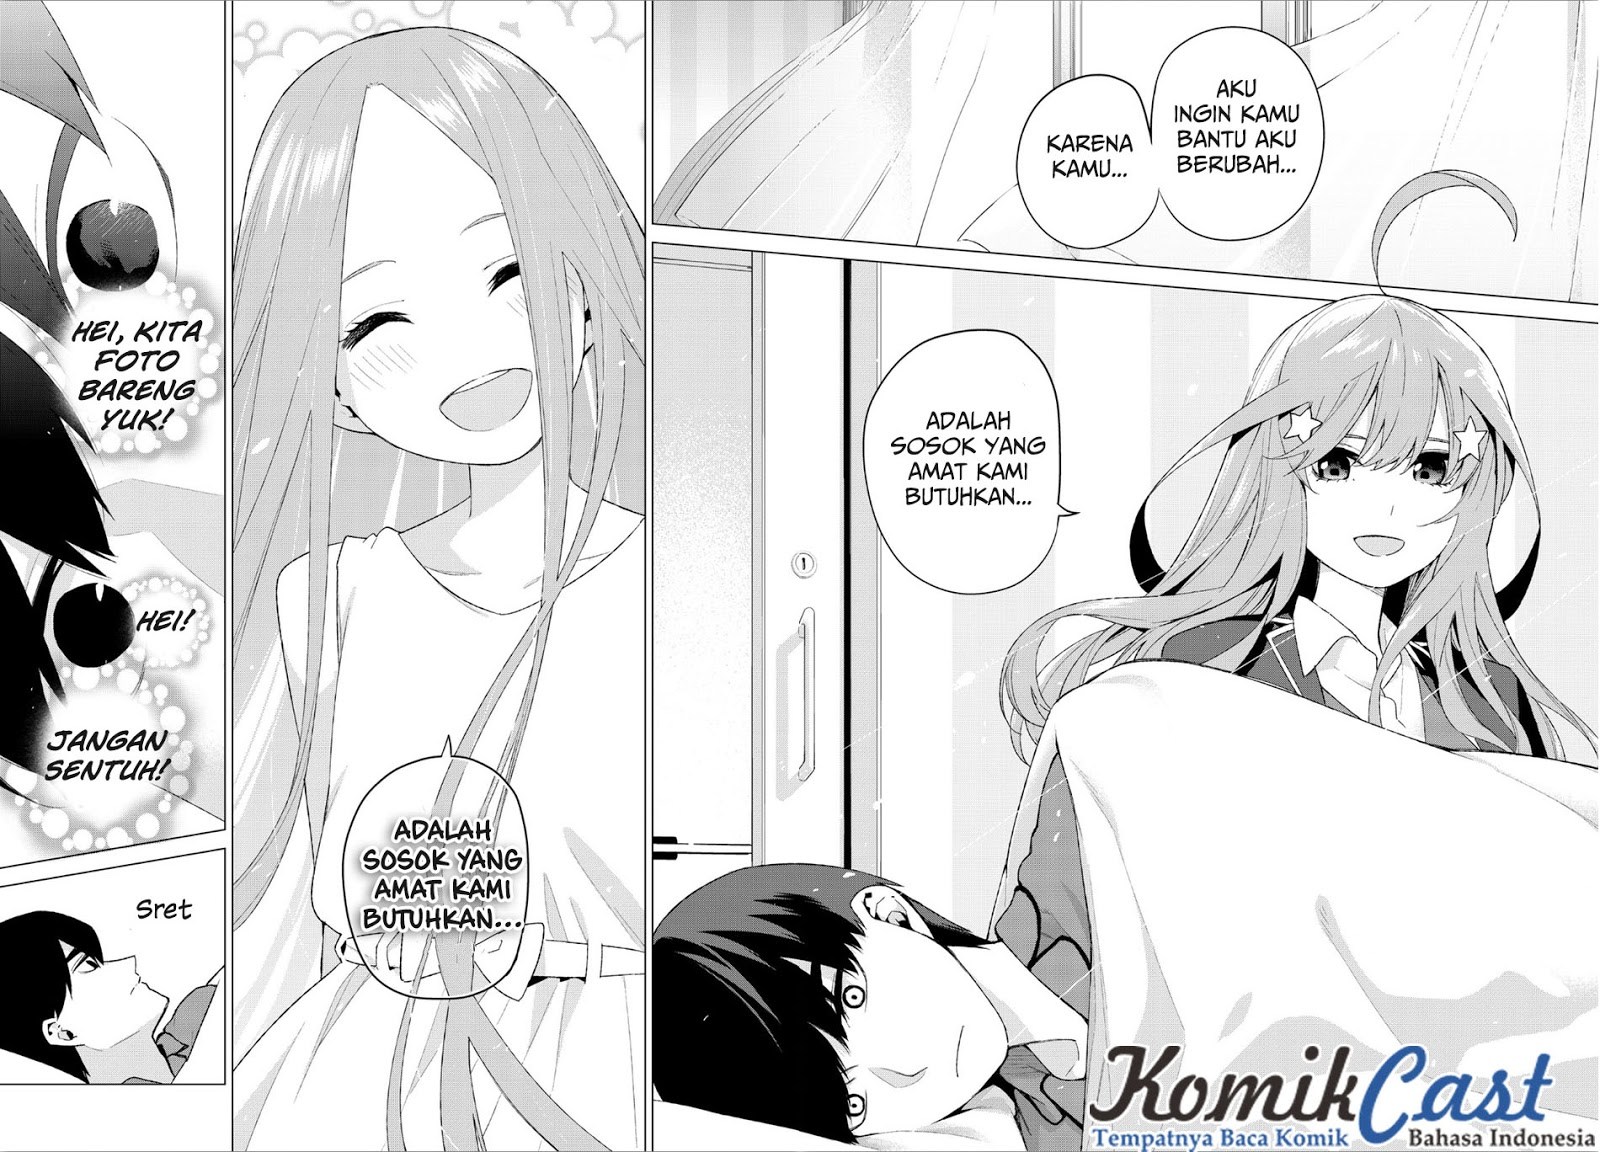 AKU
INGIN KAMU
BANTU AKU
BERUBAH...
KARENA
KAMU...
ADALAH
SOSOK YANG
AMAT KAMI
BUTUHKAN...
ADALAH
SOSOK YANG
AMAT KAMI
BUTUHKAN...
HEI, KITA
FOTO
BARENG
YUK!
HEI!
JANGAN
SENTUH!
Sret
KomikCast
Tempatnya Baca Komik Bahasa Indonesia